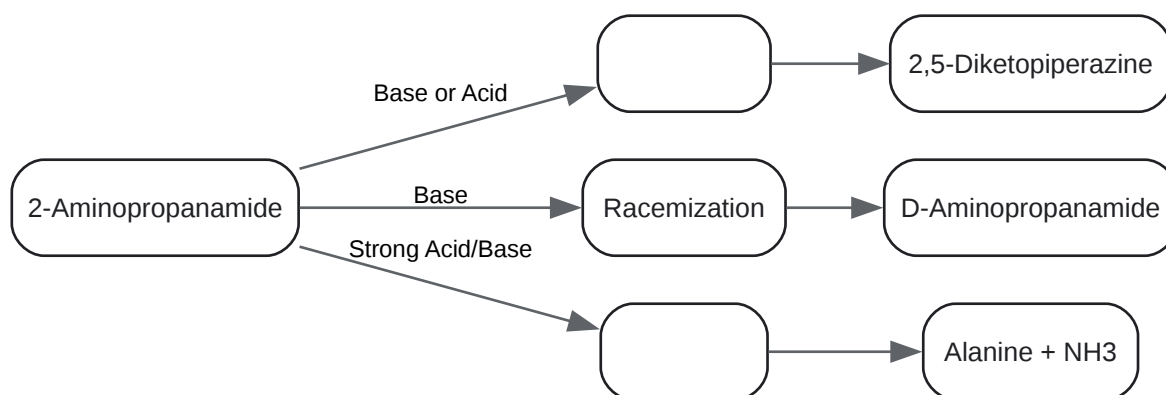 2,5-Diketopiperazine
Base or Acid
2-Aminopropanamide
Base
Racemization
D-Aminopropanamide
Strong Acid/Base
Alanine + NH3